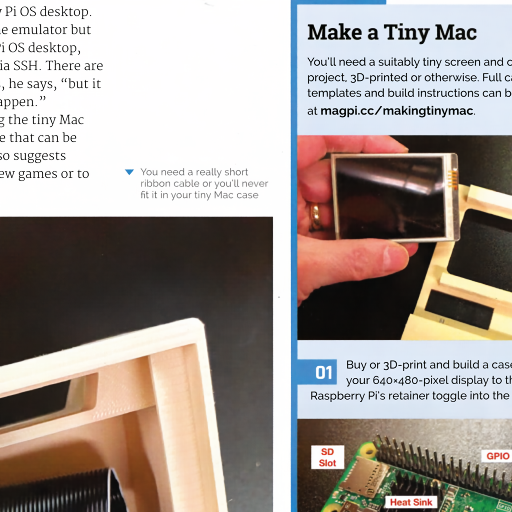 Pi OS desktop.
e emulator but
Pi OS desktop,
ia SSH. There are
, he says, “but it
appen.”
g the tiny Mac
e that can be
so suggests
ew games or to
You need a really short
ribbon cable or you’ll never
fit it in your tiny Mac case
Make a Tiny Mac
You’ll need a suitably tiny screen and
project, 3D-printed or otherwise. Full
templates and build instructions can b
at magpi.cc/makingtinymac.
01
Buy or 3D-print and build a case
your 640×480-pixel display to th
Raspberry Pi’s retainer toggle into the
SD
Slot
GPIO
Heat Sink